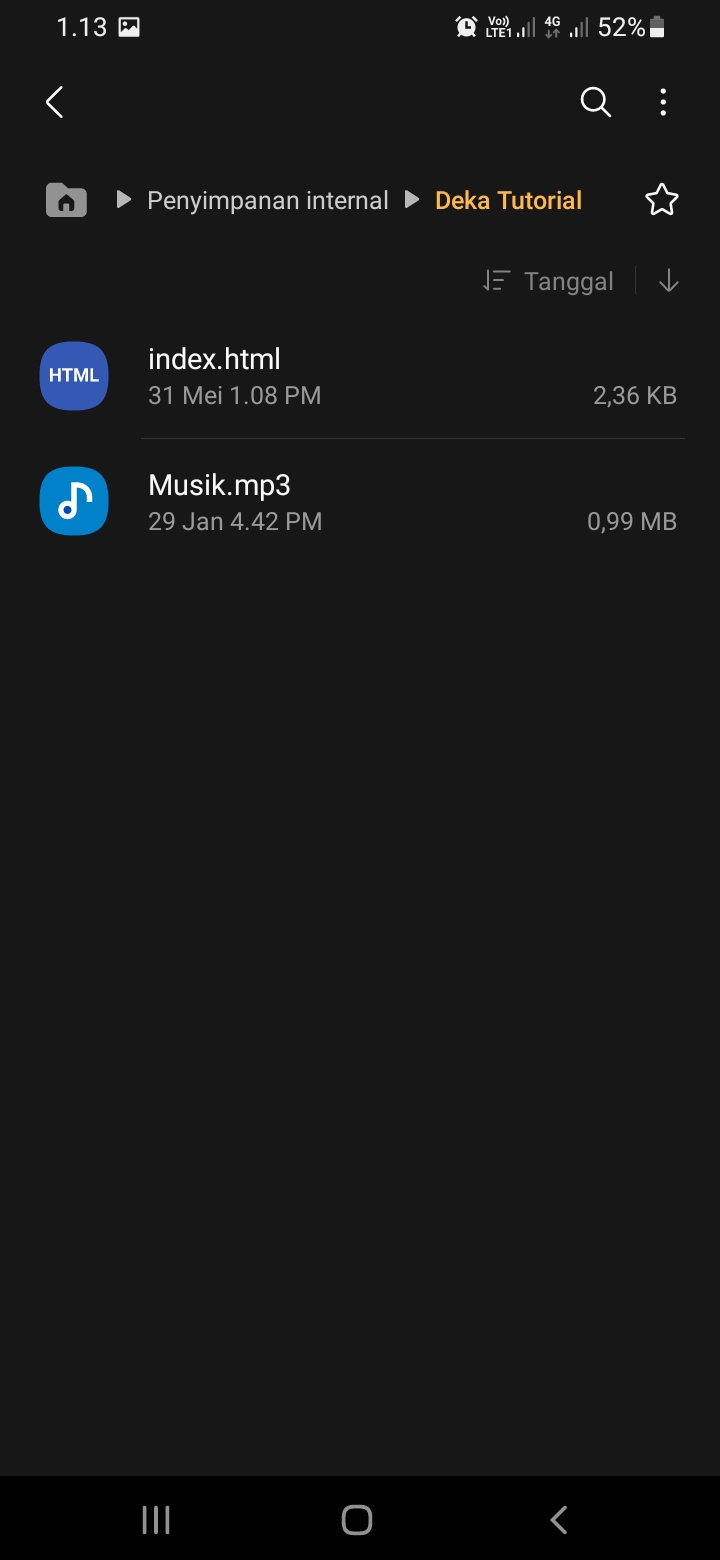 1.13 Vo) LTE1 4G 52%
Penyimpanan internal Deka Tutorial
Tanggal
HTML index.html
31 Mei 1.08 PM 2,36 KB
Musik.mp3
29 Jan 4.42 PM 0,99 MB